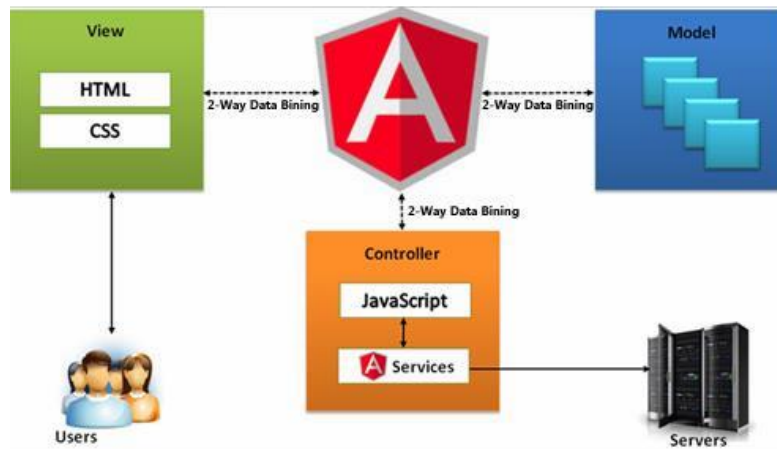 View
HTML
CSS
2-Way Data Bining
A
2-Way Data Bining
Model
2-Way Data Bining
Controller
JavaScript
A Services
Users
Servers